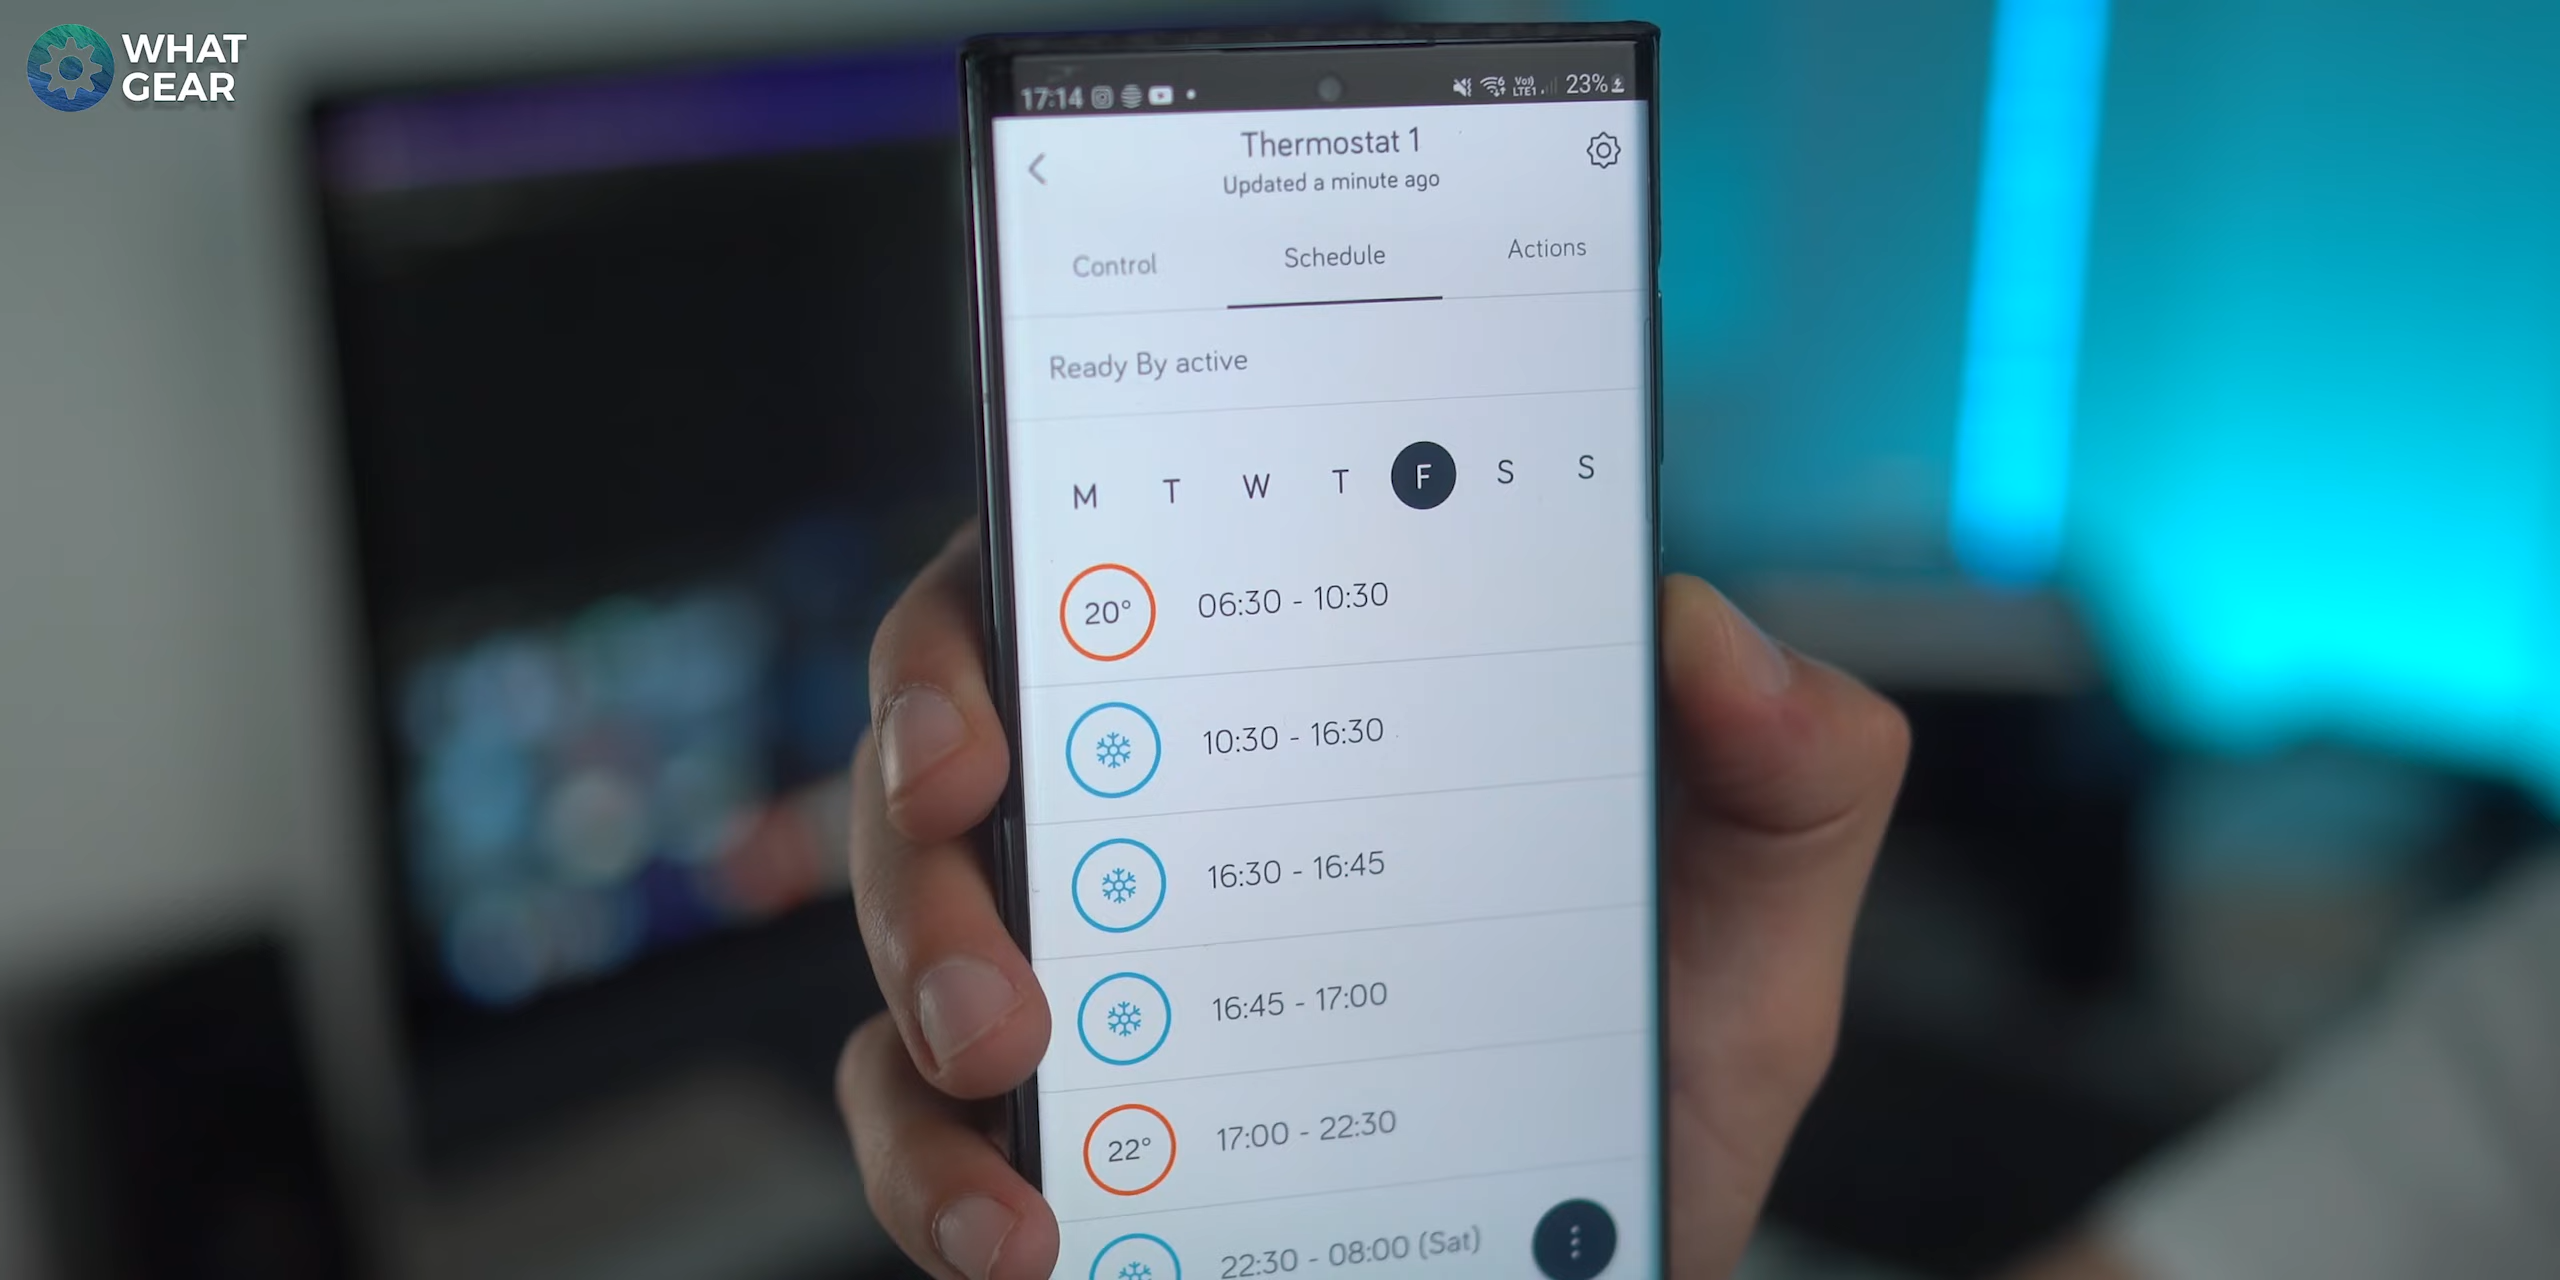 WHAT
GEAR
17:14
23%
Thermostat 1
Updated a minute ago
Control
Schedule
Actions
Ready By active
M T W T F S S
20° 06:30 - 10:30
10:30 - 16:30
16:30 - 16:45
16:45 - 17:00
22° 17:00 - 22:30
22:30 - 08:00 (Sat)